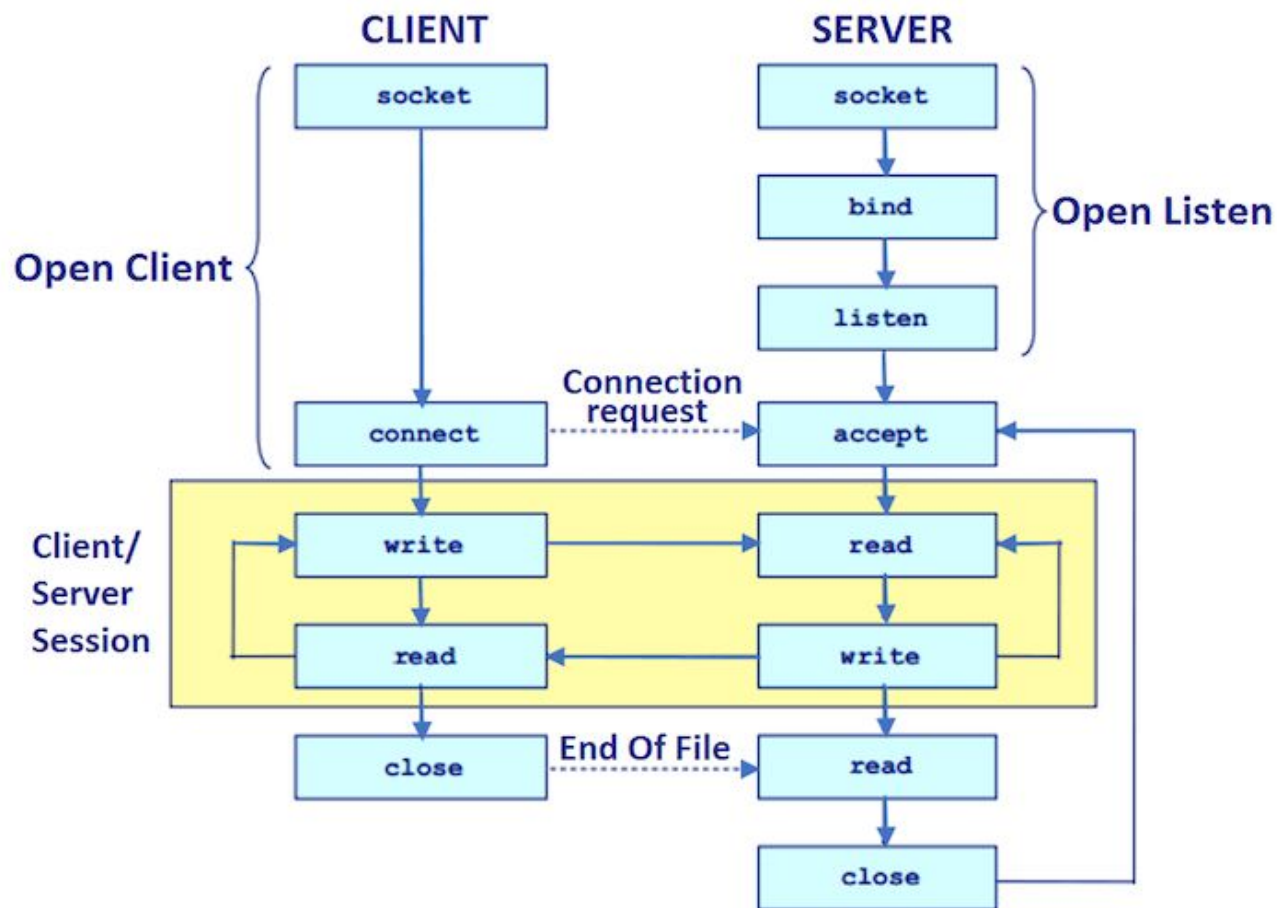 CLIENT
SERVER
socket
socket
bind
Open Listen
Open Client
listen
Connection
request
connect
accept
Client/
Server
Session
write
read
read
write
End Of File
close
read
close